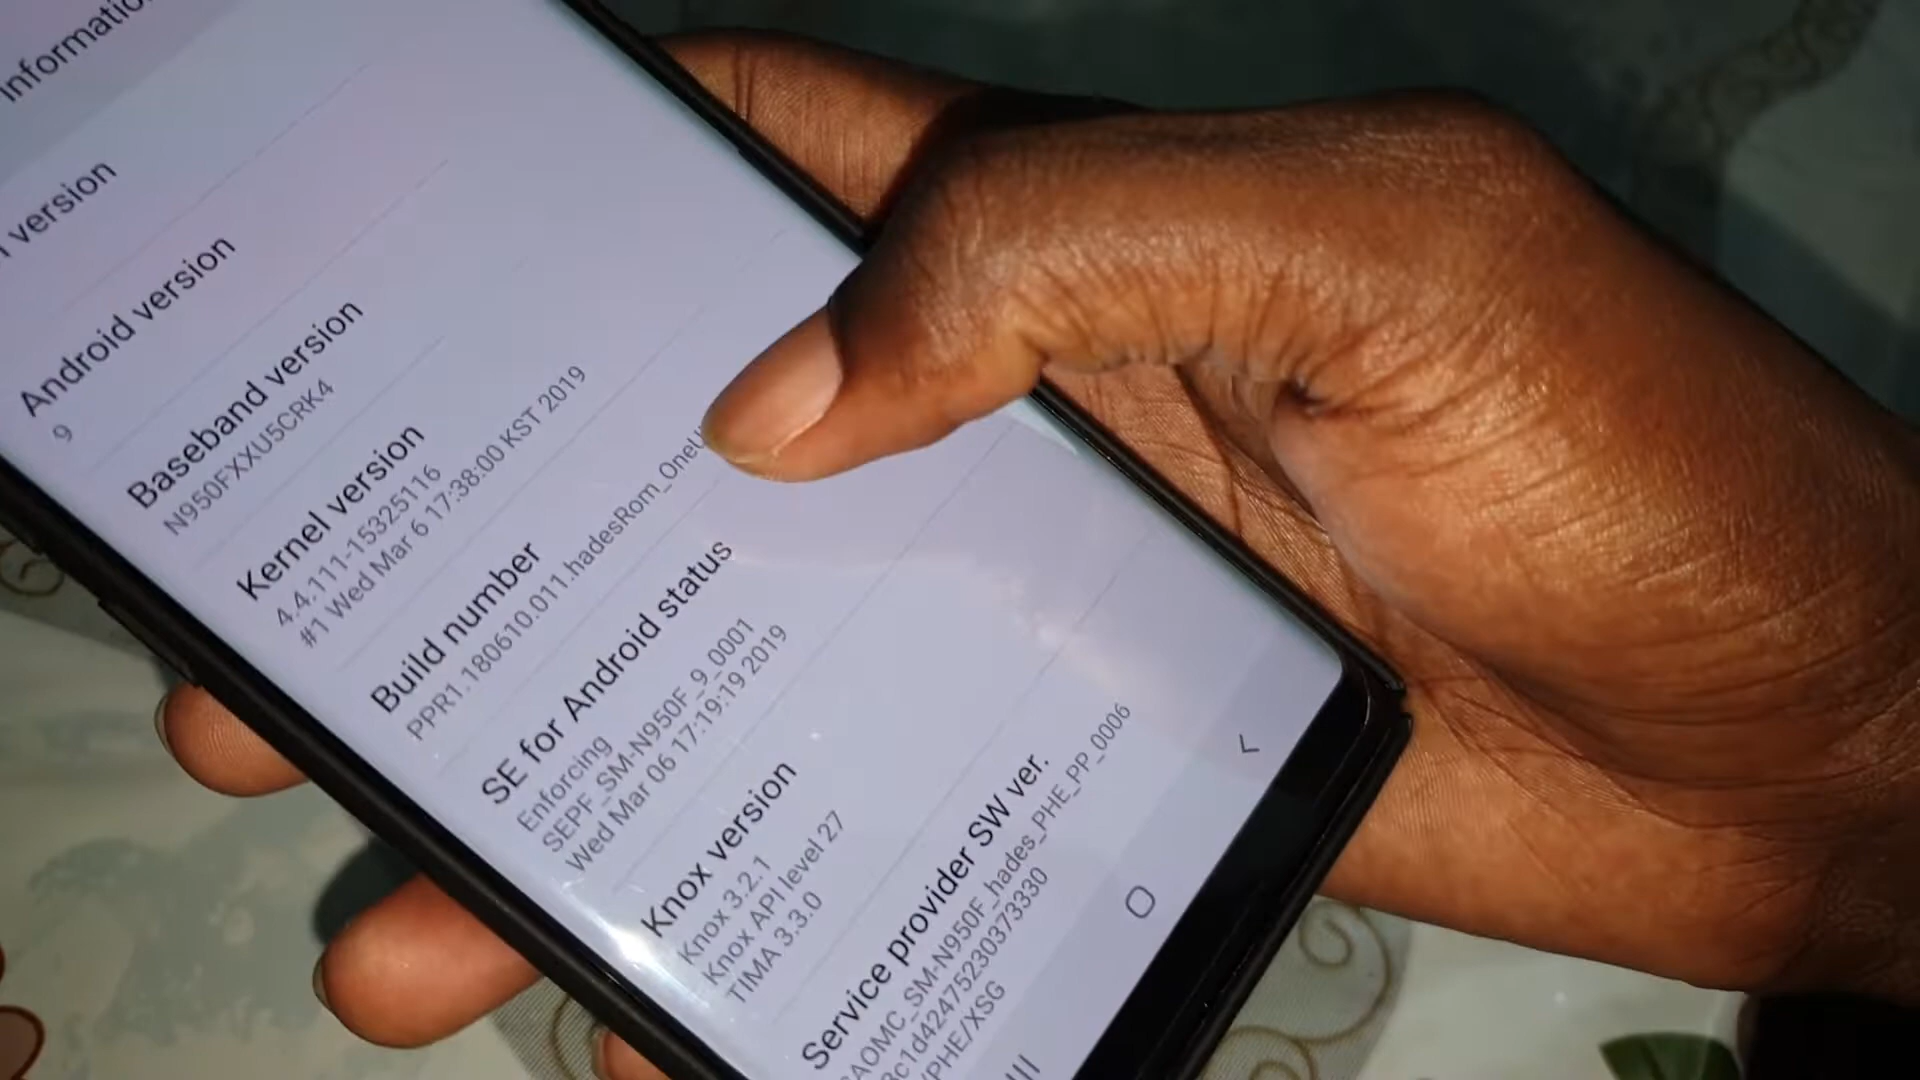 version
Android version
9
Baseband version
N950FXXU5CRK4
Kernel version
4.4.111-15325116
#1 Wed Mar 6 17:38:00 KST 2019
Build number
PPR1.180610.011.hadesRom_OneU
SE for Android status
Enforcing
SEPF_SM-N950F_9_0001
Wed Mar 06 17:19:19 2019
Knox version
Knox 3.2.1
Knox API level 27
TIMA 3.3.0
Service provider SW ver.
SAOMC_SM-N950F_hades_PHE_PP_0006
3c1d424752303733​30
/PHE/XSG